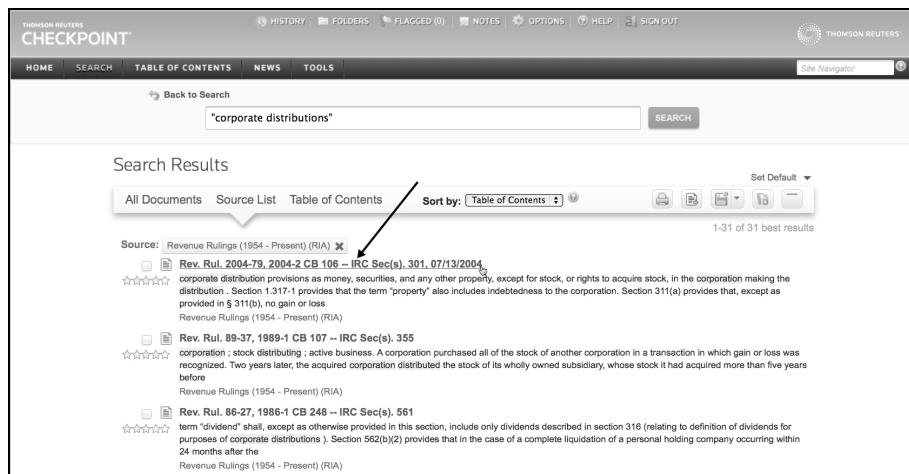 HISTORY FOLDERS FLAGGED (0) NOTES OPTIONS HELP SIGN OUT
THOMSON REUTERS
CHECKPOINT™
THOMSON REUTERS™
HOME SEARCH TABLE OF CONTENTS NEWS TOOLS Site Navigator
Back to Search
"corporate distributions" SEARCH
Search Results
Set Default
All Documents Source List Table of Contents Sort by: Table of Contents
1-31 of 31 best results
Source: Revenue Rulings (1954 - Present) (RIA)
Rev. Rul. 2004-79, 2004-2 CB 106 -- IRC Sec(s). 301, 07/13/2004
corporate distribution provisions as money, securities, and any other property, except for stock, or rights to acquire stock, in the corporation making the
distribution . Section 1.317-1 provides that the term "property" also includes indebtedness to the corporation. Section 311(a) provides that, except as
provided in § 311(b), no gain or loss
Revenue Rulings (1954 - Present) (RIA)
Rev. Rul. 89-37, 1989-1 CB 107 -- IRC Sec(s). 355
corporation ; stock distributing ; active business. A corporation purchased all of the stock of another corporation in a transaction in which gain or loss was
recognized. Two years later, the acquired corporation distributed the stock of its wholly owned subsidiary, whose stock it had acquired more than five years
before
Revenue Rulings (1954 - Present) (RIA)
Rev. Rul. 86-27, 1986-1 CB 248 -- IRC Sec(s). 561
term "dividend" shall, except as otherwise provided in this section, include only dividends described in section 316 (relating to definition of dividends for
purposes of corporate distributions ). Section 562(b)(2) provides that in the case of a complete liquidation of a personal holding company occurring within
24 months after the
Revenue Rulings (1954 - Present) (RIA)